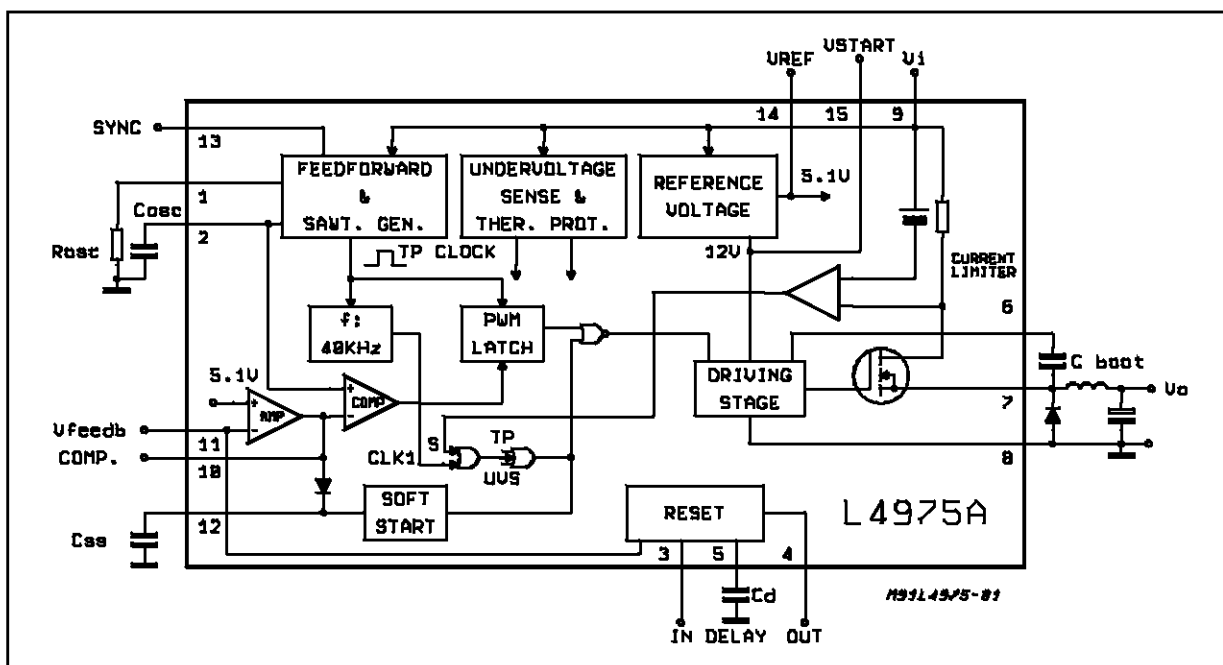 VREF
VSTART
Vi
SYNC
13
14
15
9
FEEDFORWARD
&
SAWT. GEN.
UNDERVOLTAGE
SENSE &
THER. PROT.
REFERENCE
VOLTAGE
5.1V
1
Cosc
2
Rosc
TP CLOCK
12V
CURRENT
LIMITER
6
f:
40KHz
PWM
LATCH
C boot
DRIVING
STAGE
5.1V
+
AMP
-
+
COMP
-
7
Vo
Vfeedb
11
COMP.
10
S
TP
CLK1
UVS
8
SOFT
START
12
Css
RESET
L4975A
3
5
4
Cd
M91L4975-01
IN
DELAY
OUT